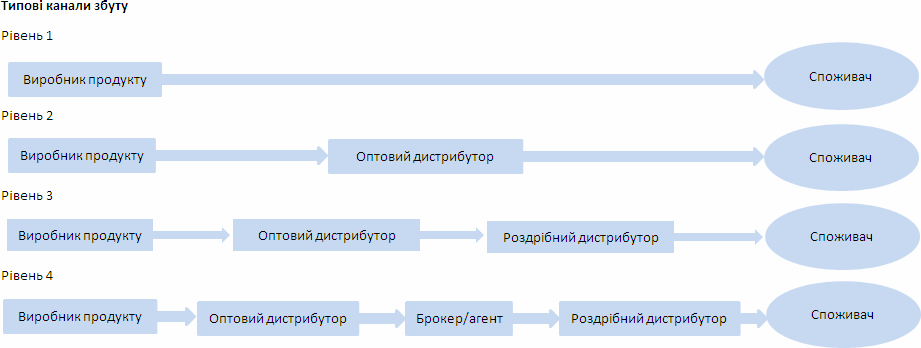 Типові канали збуту
Рівень 1
Виробник продукту
Споживач
Рівень 2
Виробник продукту
Оптовий дистрибутор
Споживач
Рівень 3
Виробник продукту
Оптовий дистрибутор
Роздрібний дистрибутор
Споживач
Рівень 4
Виробник продукту
Оптовий дистрибутор
Брокер/агент
Роздрібний дистрибутор
Споживач